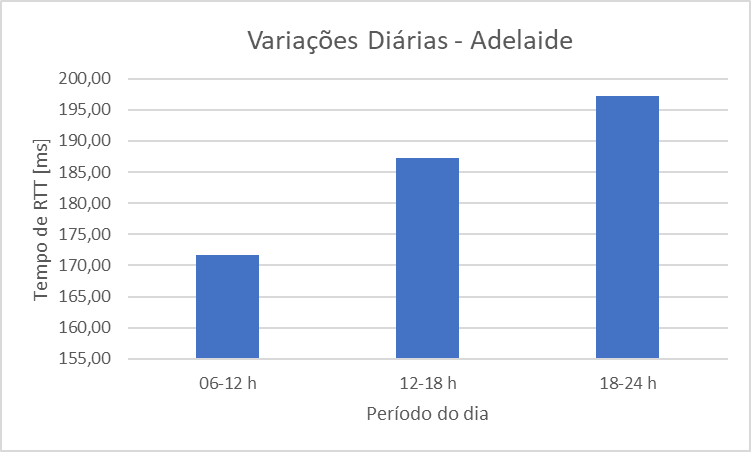 Variações Diárias - Adelaide
Tempo de RTT [ms]
200,00
195,00
190,00
185,00
180,00
175,00
170,00
165,00
160,00
155,00
06-12 h
12-18 h
18-24 h
Período do dia